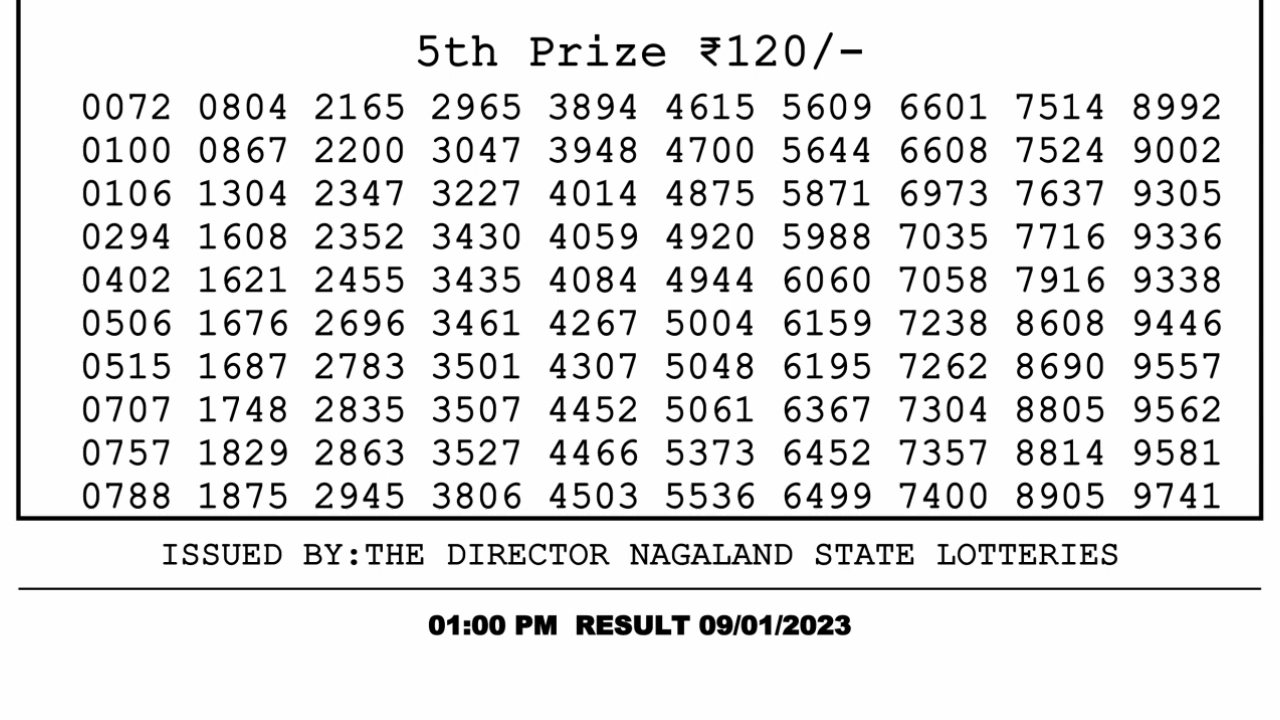 5th Prize ₹120/-
0072 0804 2165 2965 3894 4615 5609 6601 7514 8992
0100 0867 2200 3047 3948 4700 5644 6608 7524 9002
0106 1304 2347 3227 4014 4875 5871 6973 7637 9305
0294 1608 2352 3430 4059 4920 5988 7035 7716 9336
0402 1621 2455 3435 4084 4944 6060 7058 7916 9338
0506 1676 2696 3461 4267 5004 6159 7238 8608 9446
0515 1687 2783 3501 4307 5048 6195 7262 8690 9557
0707 1748 2835 3507 4452 5061 6367 7304 8805 9562
0757 1829 2863 3527 4466 5373 6452 7357 8814 9581
0788 1875 2945 3806 4503 5536 6499 7400 8905 9741
ISSUED BY:THE DIRECTOR NAGALAND STATE LOTTERIES
01:00 PM RESULT 09/01/2023